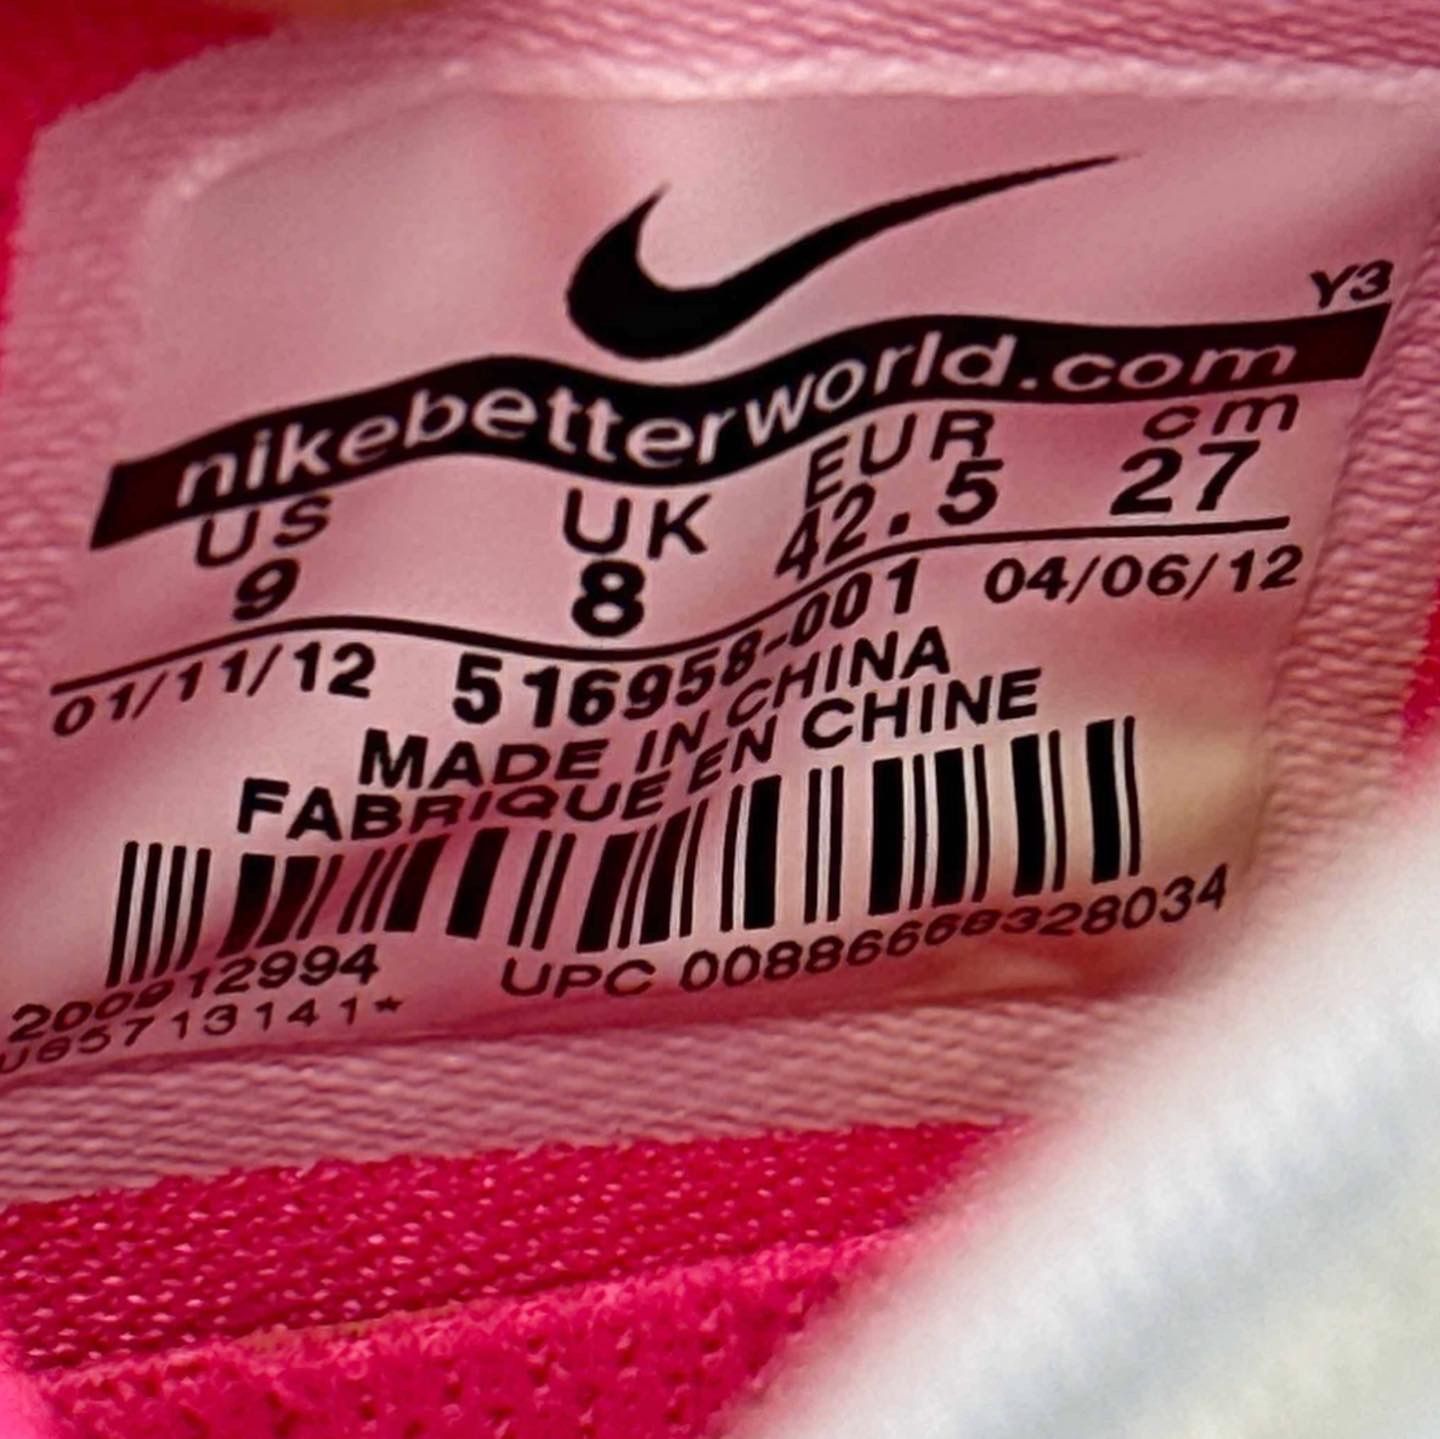 Y3
nikebetterworld.com
US UK EUR cm
9 8 42.5 27
01/11/12 516958-001 04/06/12
MADE IN CHINA
FABRIQUE EN CHINE
200912994 UPC 00886668328034
U65713141*